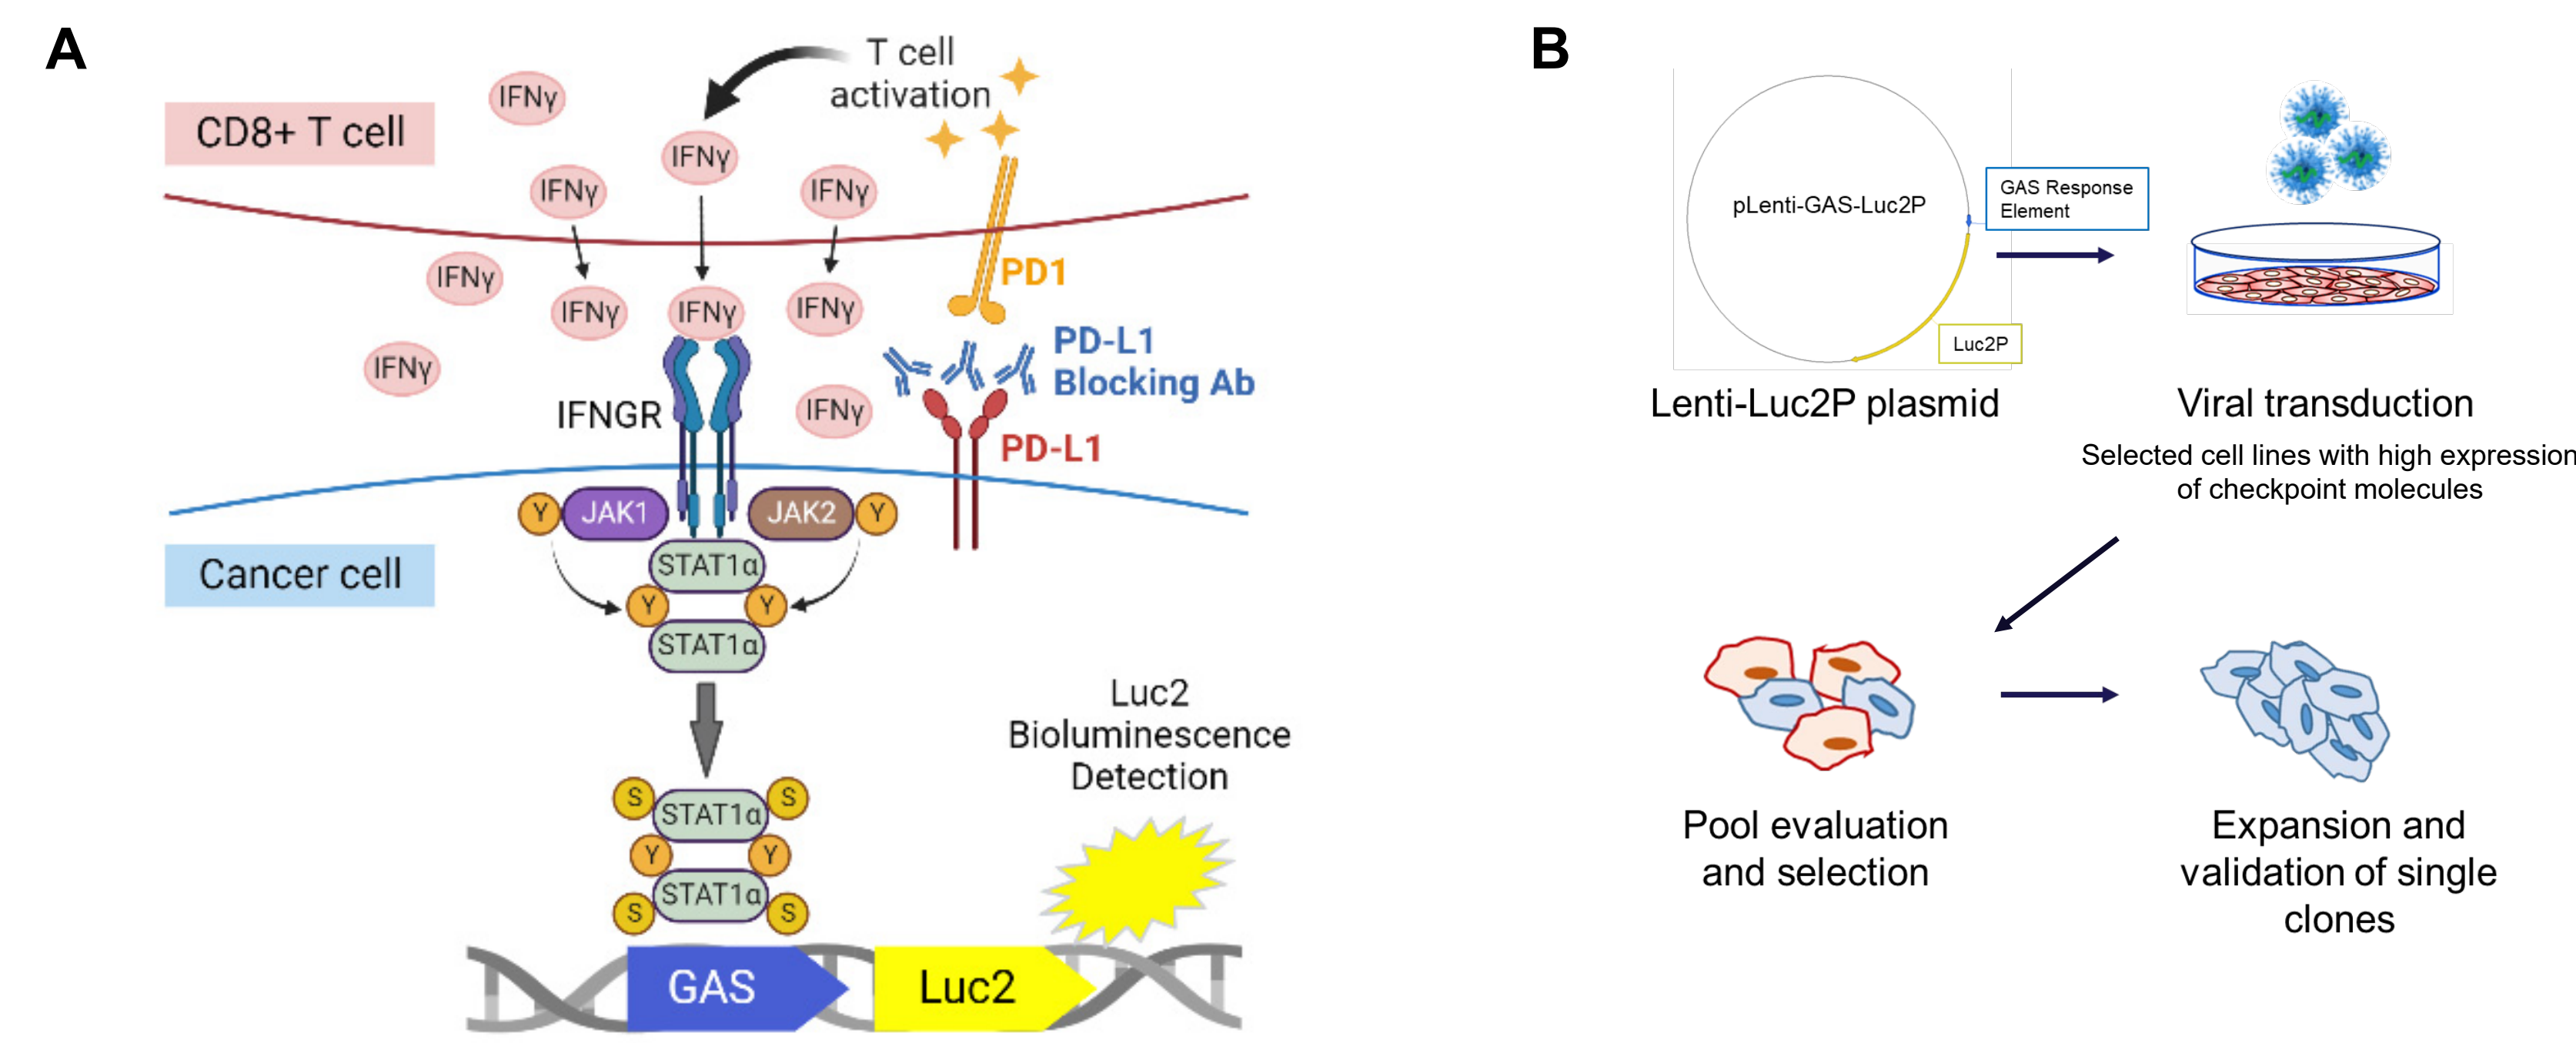 A
T cell
activation
CD8+ T cell
IFNγ
IFNγ
IFNγ
IFNγ
IFNγ
IFNγ
IFNγ
IFNγ
IFNγ
IFNγ
PD1
PD-L1
Blocking Ab
IFNGR
PD-L1
Y
JAK1
JAK2
Y
Cancer cell
STAT1α
Y
Y
STAT1α
Luc2
Bioluminescence
Detection
S
STAT1α
S
Y
Y
S
STAT1α
S
GAS
Luc2
B
pLenti-GAS-Luc2P
GAS Response
Element
Luc2P
Lenti-Luc2P plasmid
Viral transduction
Selected cell lines with high expression
of checkpoint molecules
Pool evaluation
and selection
Expansion and
validation of single
clones